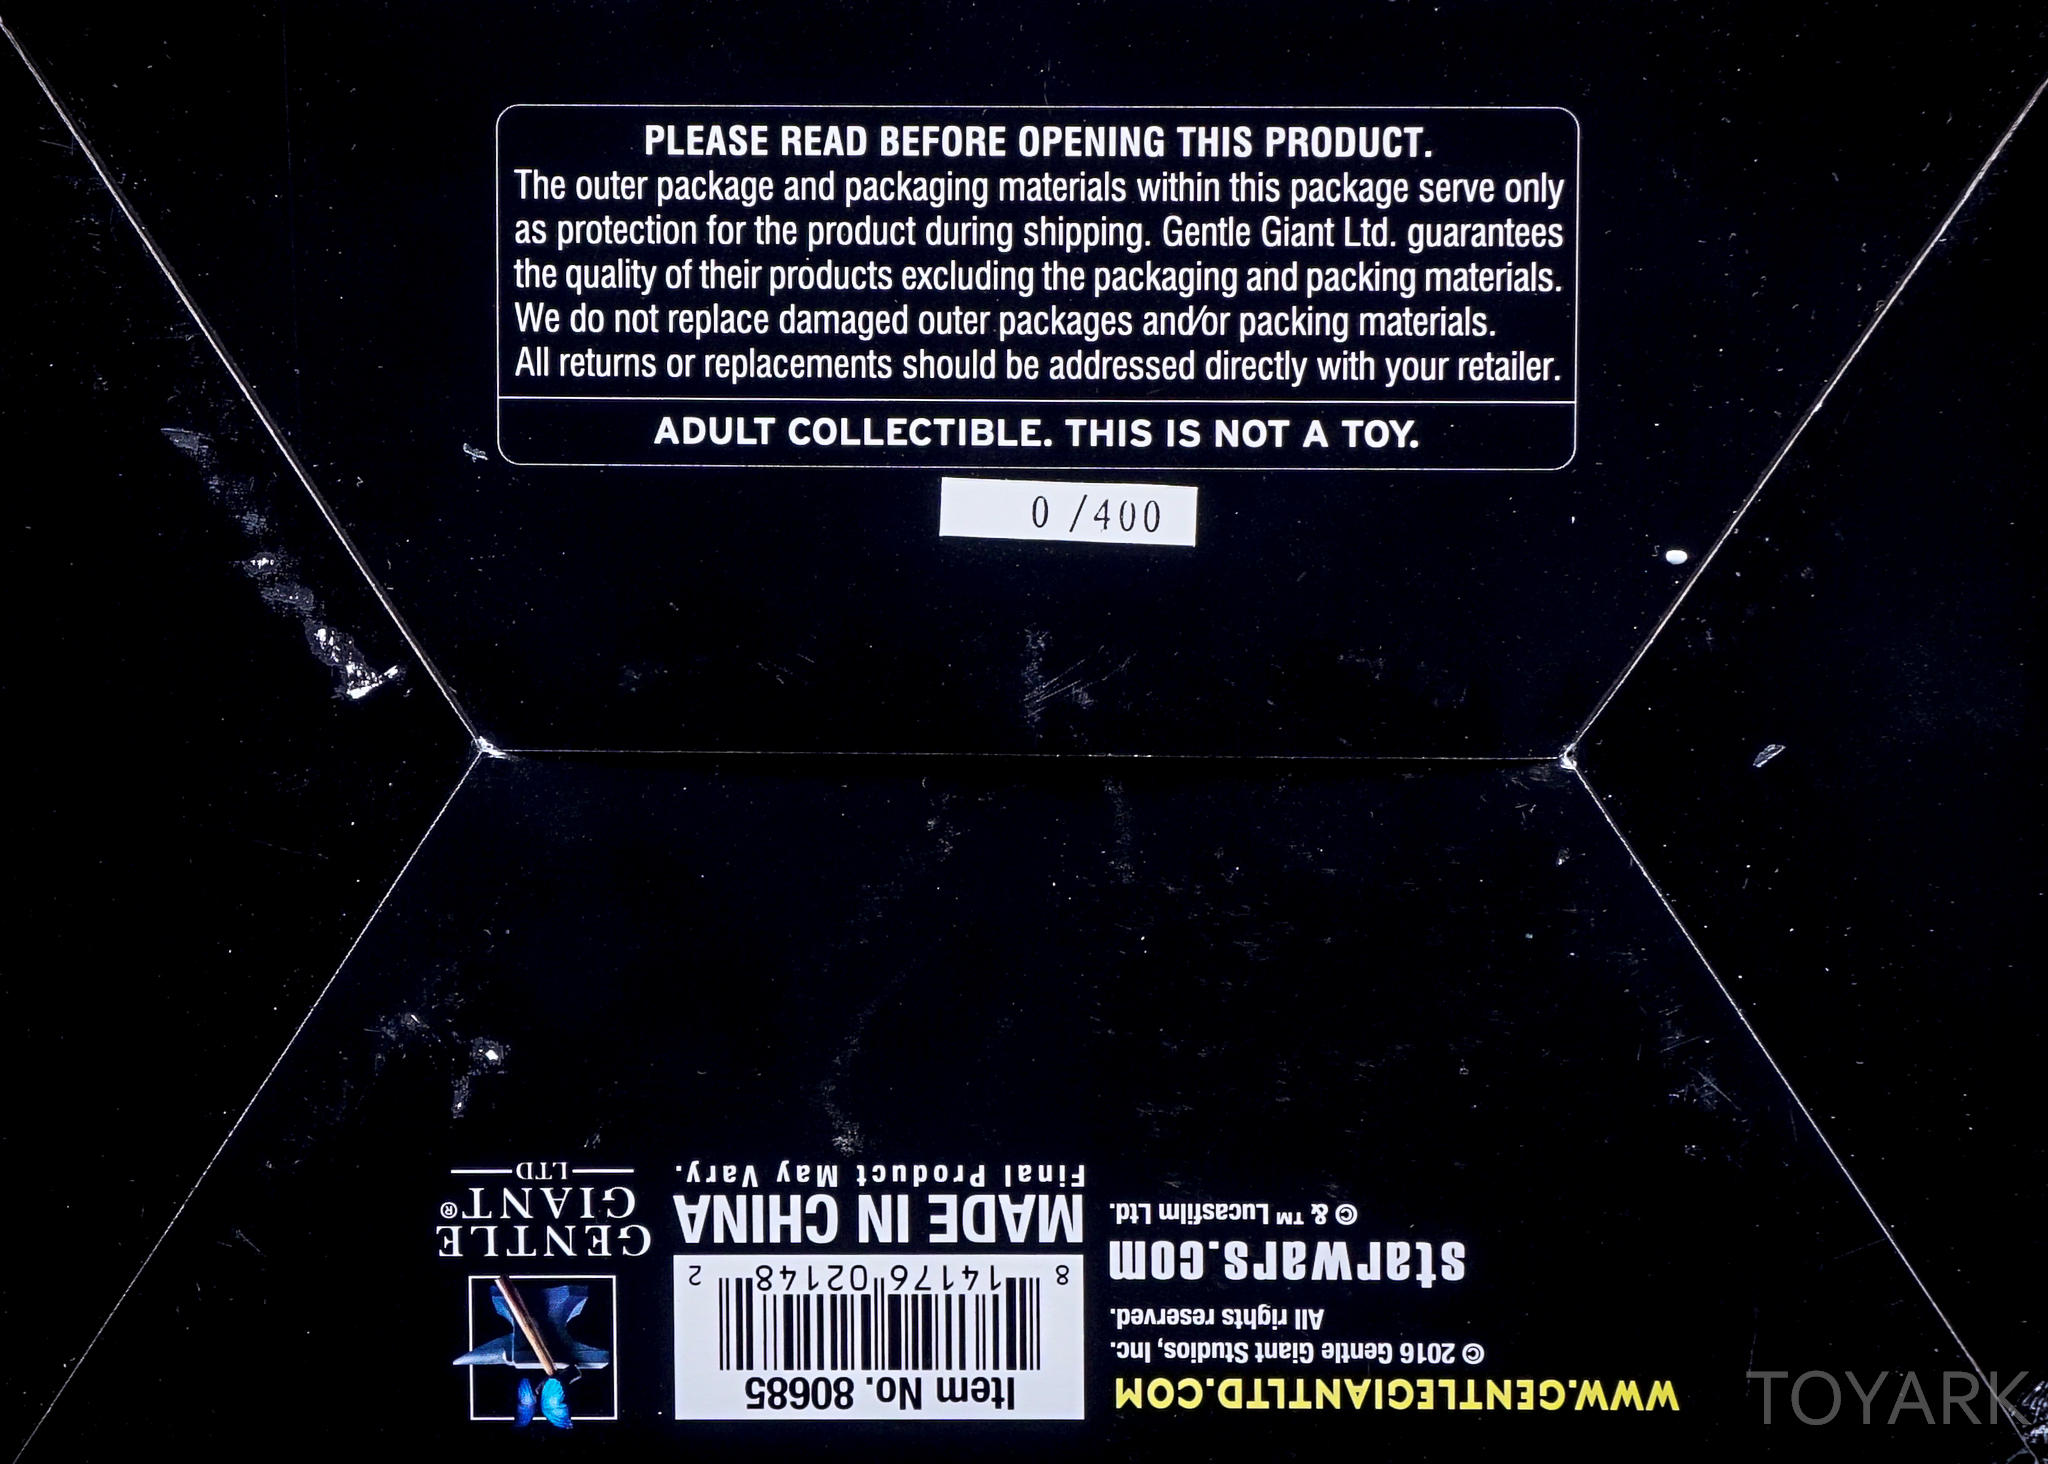 PLEASE READ BEFORE OPENING THIS PRODUCT.
The outer package and packaging materials within this package serve only
as protection for the product during shipping. Gentle Giant Ltd. guarantees
the quality of their products excluding the packaging and packing materials.
We do not replace damaged outer packages and/or packing materials.
All returns or replacements should be addressed directly with your retailer.
ADULT COLLECTIBLE. THIS IS NOT A TOY.
0 /400
WWW.GENTLEGIANTLTD.COM
© 2016 Gentle Giant Studios, Inc.
All rights reserved.
starwars.com
© & ™ Lucasfilm Ltd.
Item No. 80685
8 14176 02148 2
MADE IN CHINA
Final Product May Vary.
GENTLE
GIANT®
LTD
TOYARK